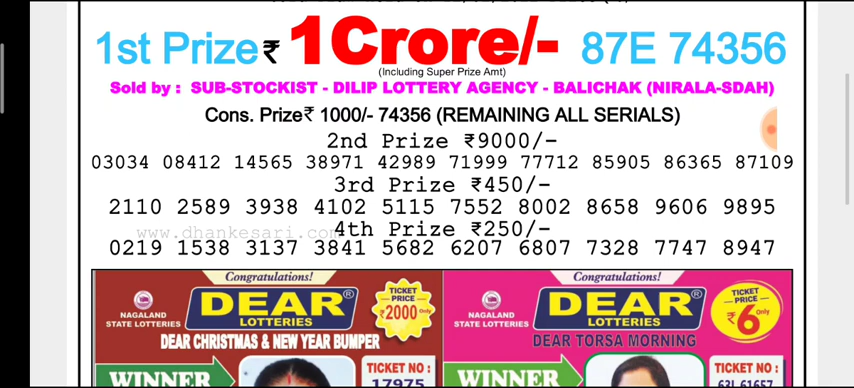 1st Prize ₹ 1Crore/- 87E 74356
(Including Super Prize Amt)
Sold by : SUB-STOCKIST - DILIP LOTTERY AGENCY - BALICHAK (NIRALA-SDAH)
Cons. Prize₹ 1000/- 74356 (REMAINING ALL SERIALS)
2nd Prize ₹9000/-
03034 08412 14565 38971 42989 71999 77712 85905 86365 87109
3rd Prize ₹450/-
2110 2589 3938 4102 5115 7552 8002 8658 9606 9895
www.dhankesari.com
4th Prize ₹250/-
0219 1538 3137 3841 5682 6207 6807 7328 7747 8947
Congratulations!
NAGALAND
STATE LOTTERIES
DEAR®
LOTTERIES
TICKET
PRICE
₹2000 Only
DEAR CHRISTMAS & NEW YEAR BUMPER
WINNER
TICKET NO :
17975
Congratulations!
NAGALAND
STATE LOTTERIES
DEAR®
LOTTERIES
TICKET
PRICE
₹6 Only
DEAR TORSA MORNING
WINNER
TICKET NO :
63L 61657